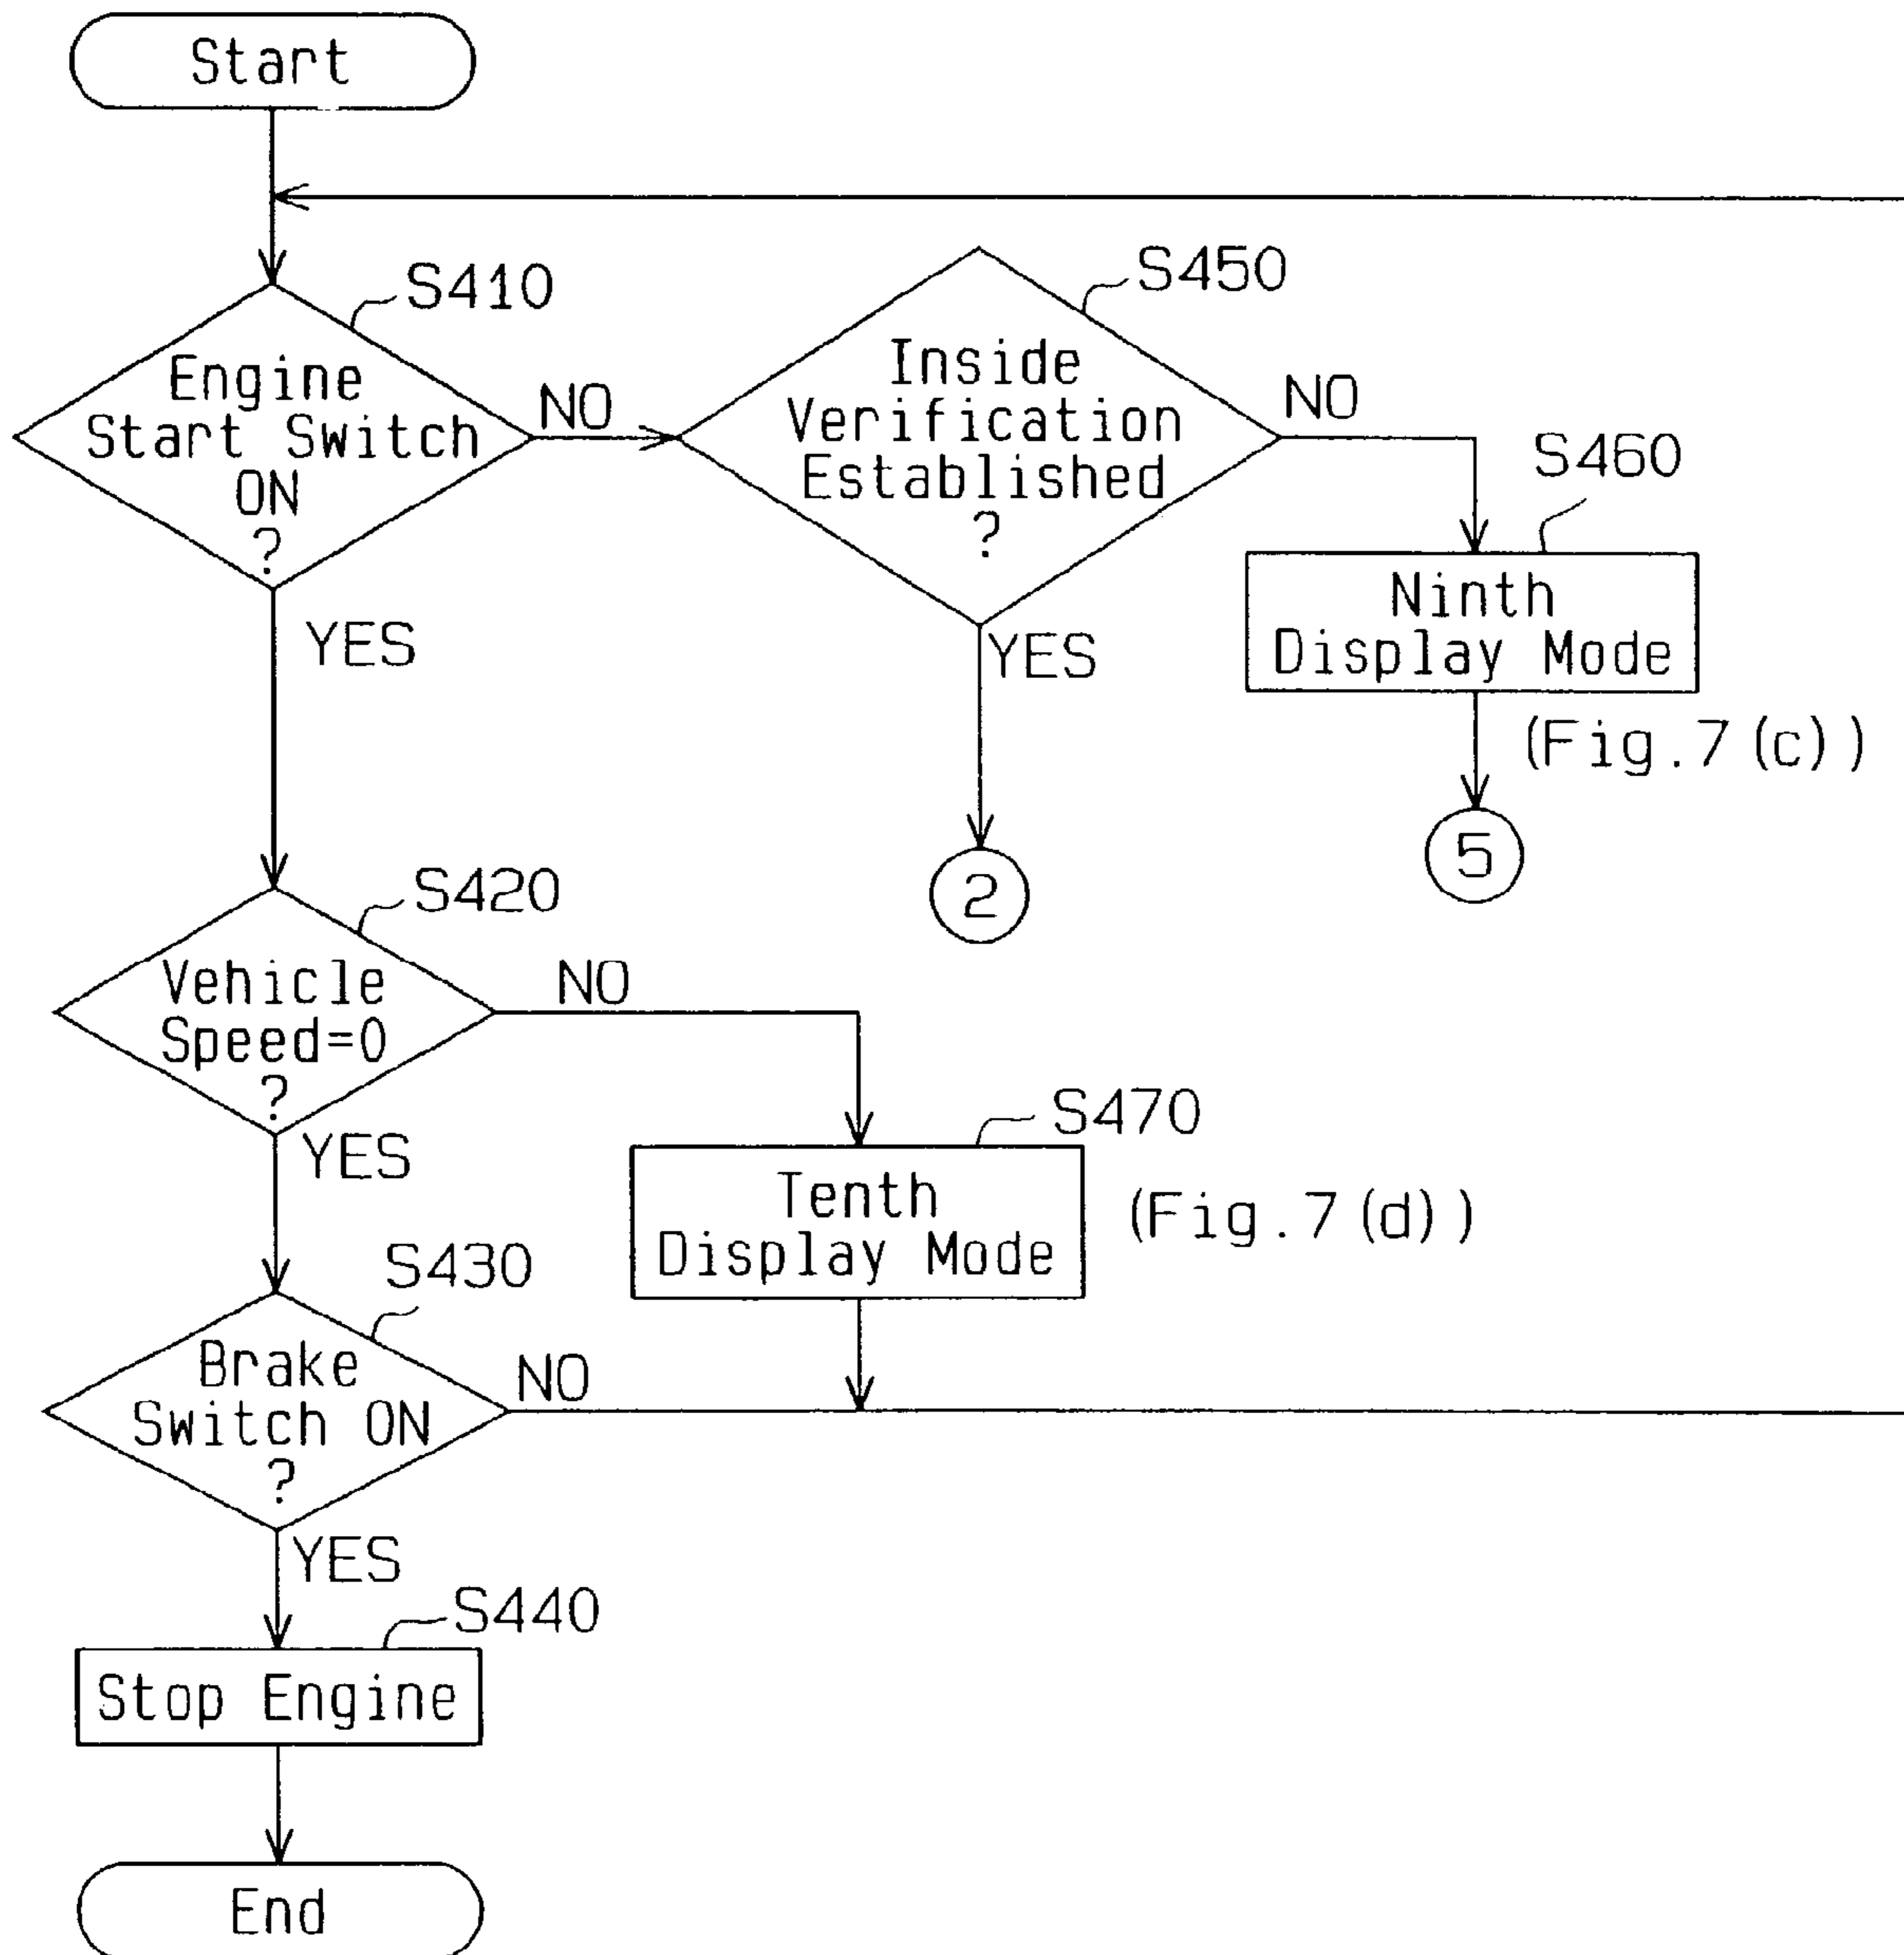 Start
S410
Engine
Start Switch
ON
?
NO
YES
S450
Inside
Verification
Established
?
NO
YES
S460
Ninth
Display Mode
(Fig.7(c))
5
2
S420
Vehicle
Speed=0
?
NO
YES
S470
Tenth
Display Mode
(Fig.7(d))
S430
Brake
Switch ON
?
NO
YES
S440
Stop Engine
End